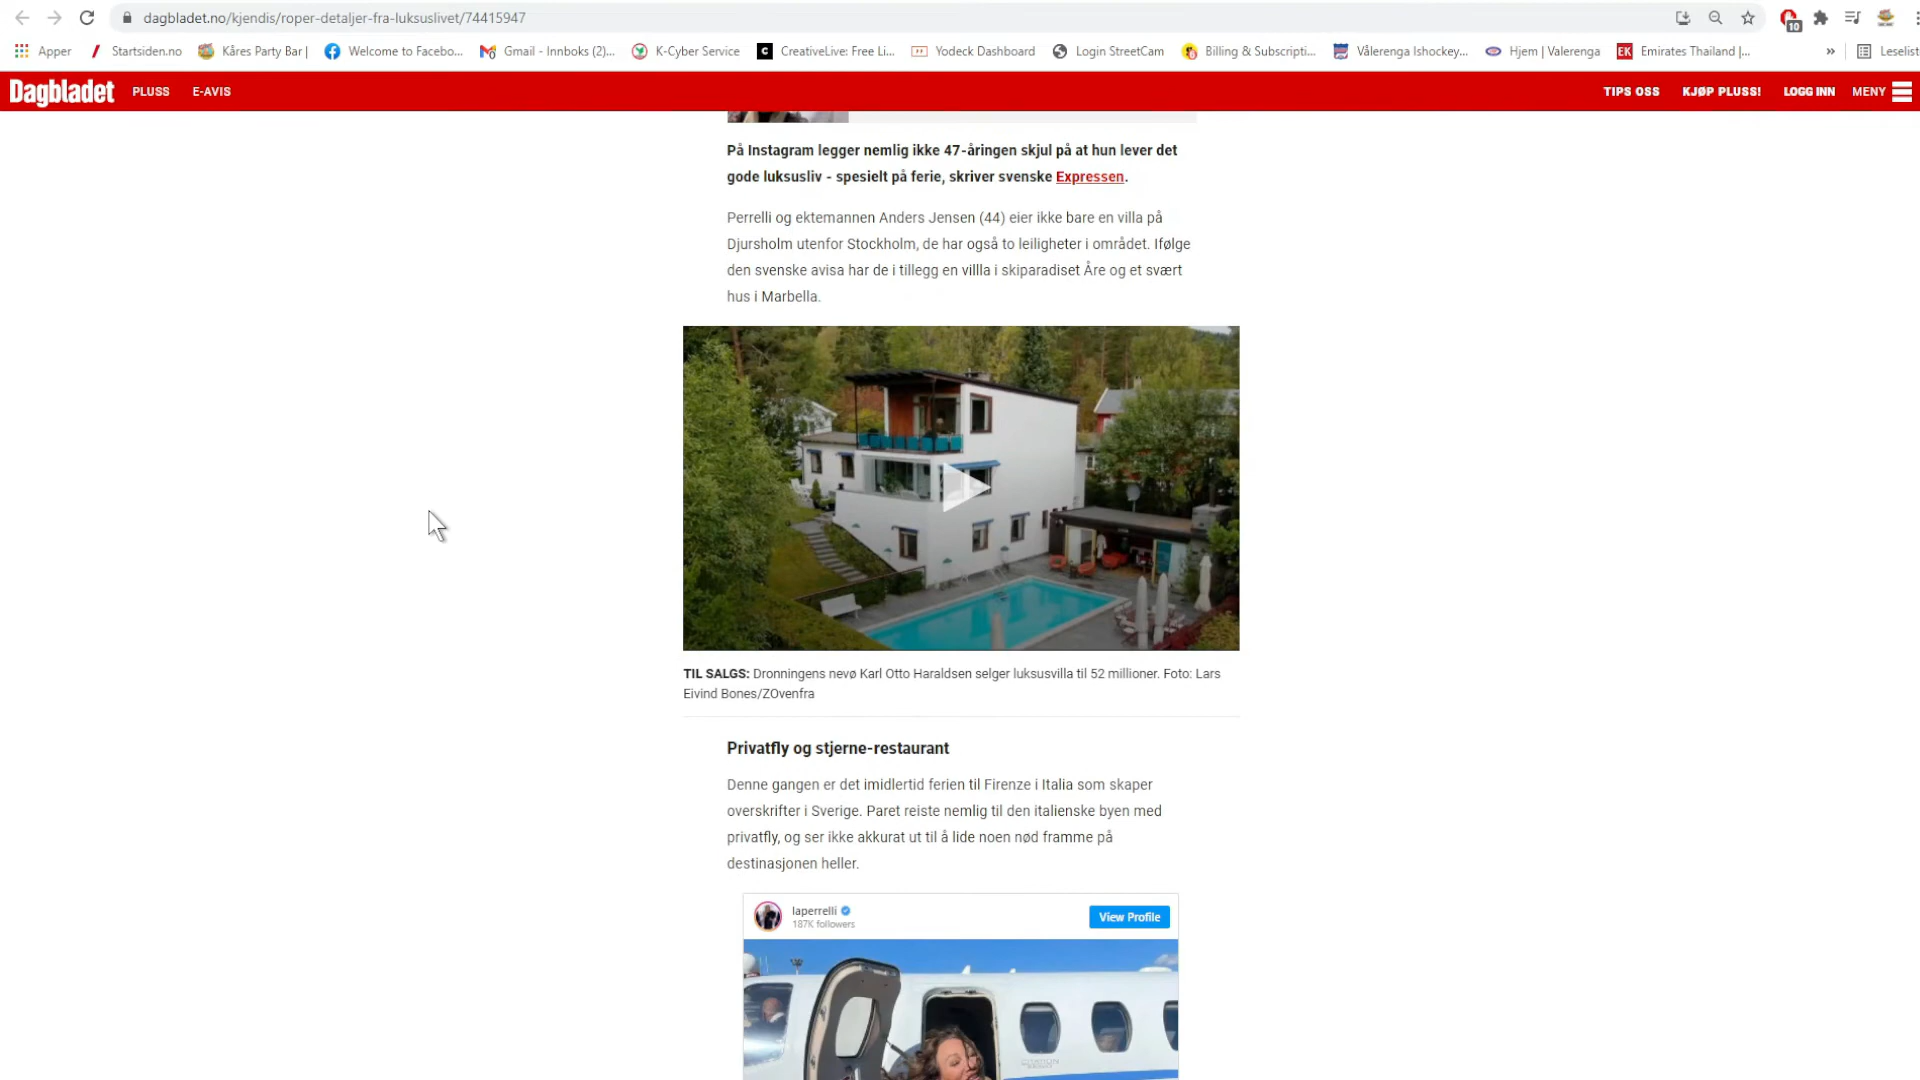 dagbladet.no/kjendis/roper-detaljer-fra-luksuslivet/74415947
10
Apper
Startsiden.no
Kåres Party Bar |
Welcome to Facebo...
Gmail - Innboks (2)...
K-Cyber Service
CreativeLive: Free Li...
Yodeck Dashboard
Login StreetCam
Billing & Subscripti...
Vålerenga Ishockey...
Hjem | Valerenga
EK Emirates Thailand |...
»
Leselist
Dagbladet PLUSS E-AVIS TIPS OSS KJØP PLUSS! LOGG INN MENY
På Instagram legger nemlig ikke 47-åringen skjul på at hun lever det
gode luksusliv - spesielt på ferie, skriver svenske Expressen.
Perrelli og ektemannen Anders Jensen (44) eier ikke bare en villa på
Djursholm utenfor Stockholm, de har også to leiligheter i området. Ifølge
den svenske avisa har de i tillegg en villla i skiparadiset Åre og et svært
hus i Marbella.
TIL SALGS: Dronningens nevø Karl Otto Haraldsen selger luksusvilla til 52 millioner. Foto: Lars
Eivind Bones/ZOvenfra
Privatfly og stjerne-restaurant
Denne gangen er det imidlertid ferien til Firenze i Italia som skaper
overskrifter i Sverige. Paret reiste nemlig til den italienske byen med
privatfly, og ser ikke akkurat ut til å lide noen nød framme på
destinasjonen heller.
laperrelli
187K followers
View Profile